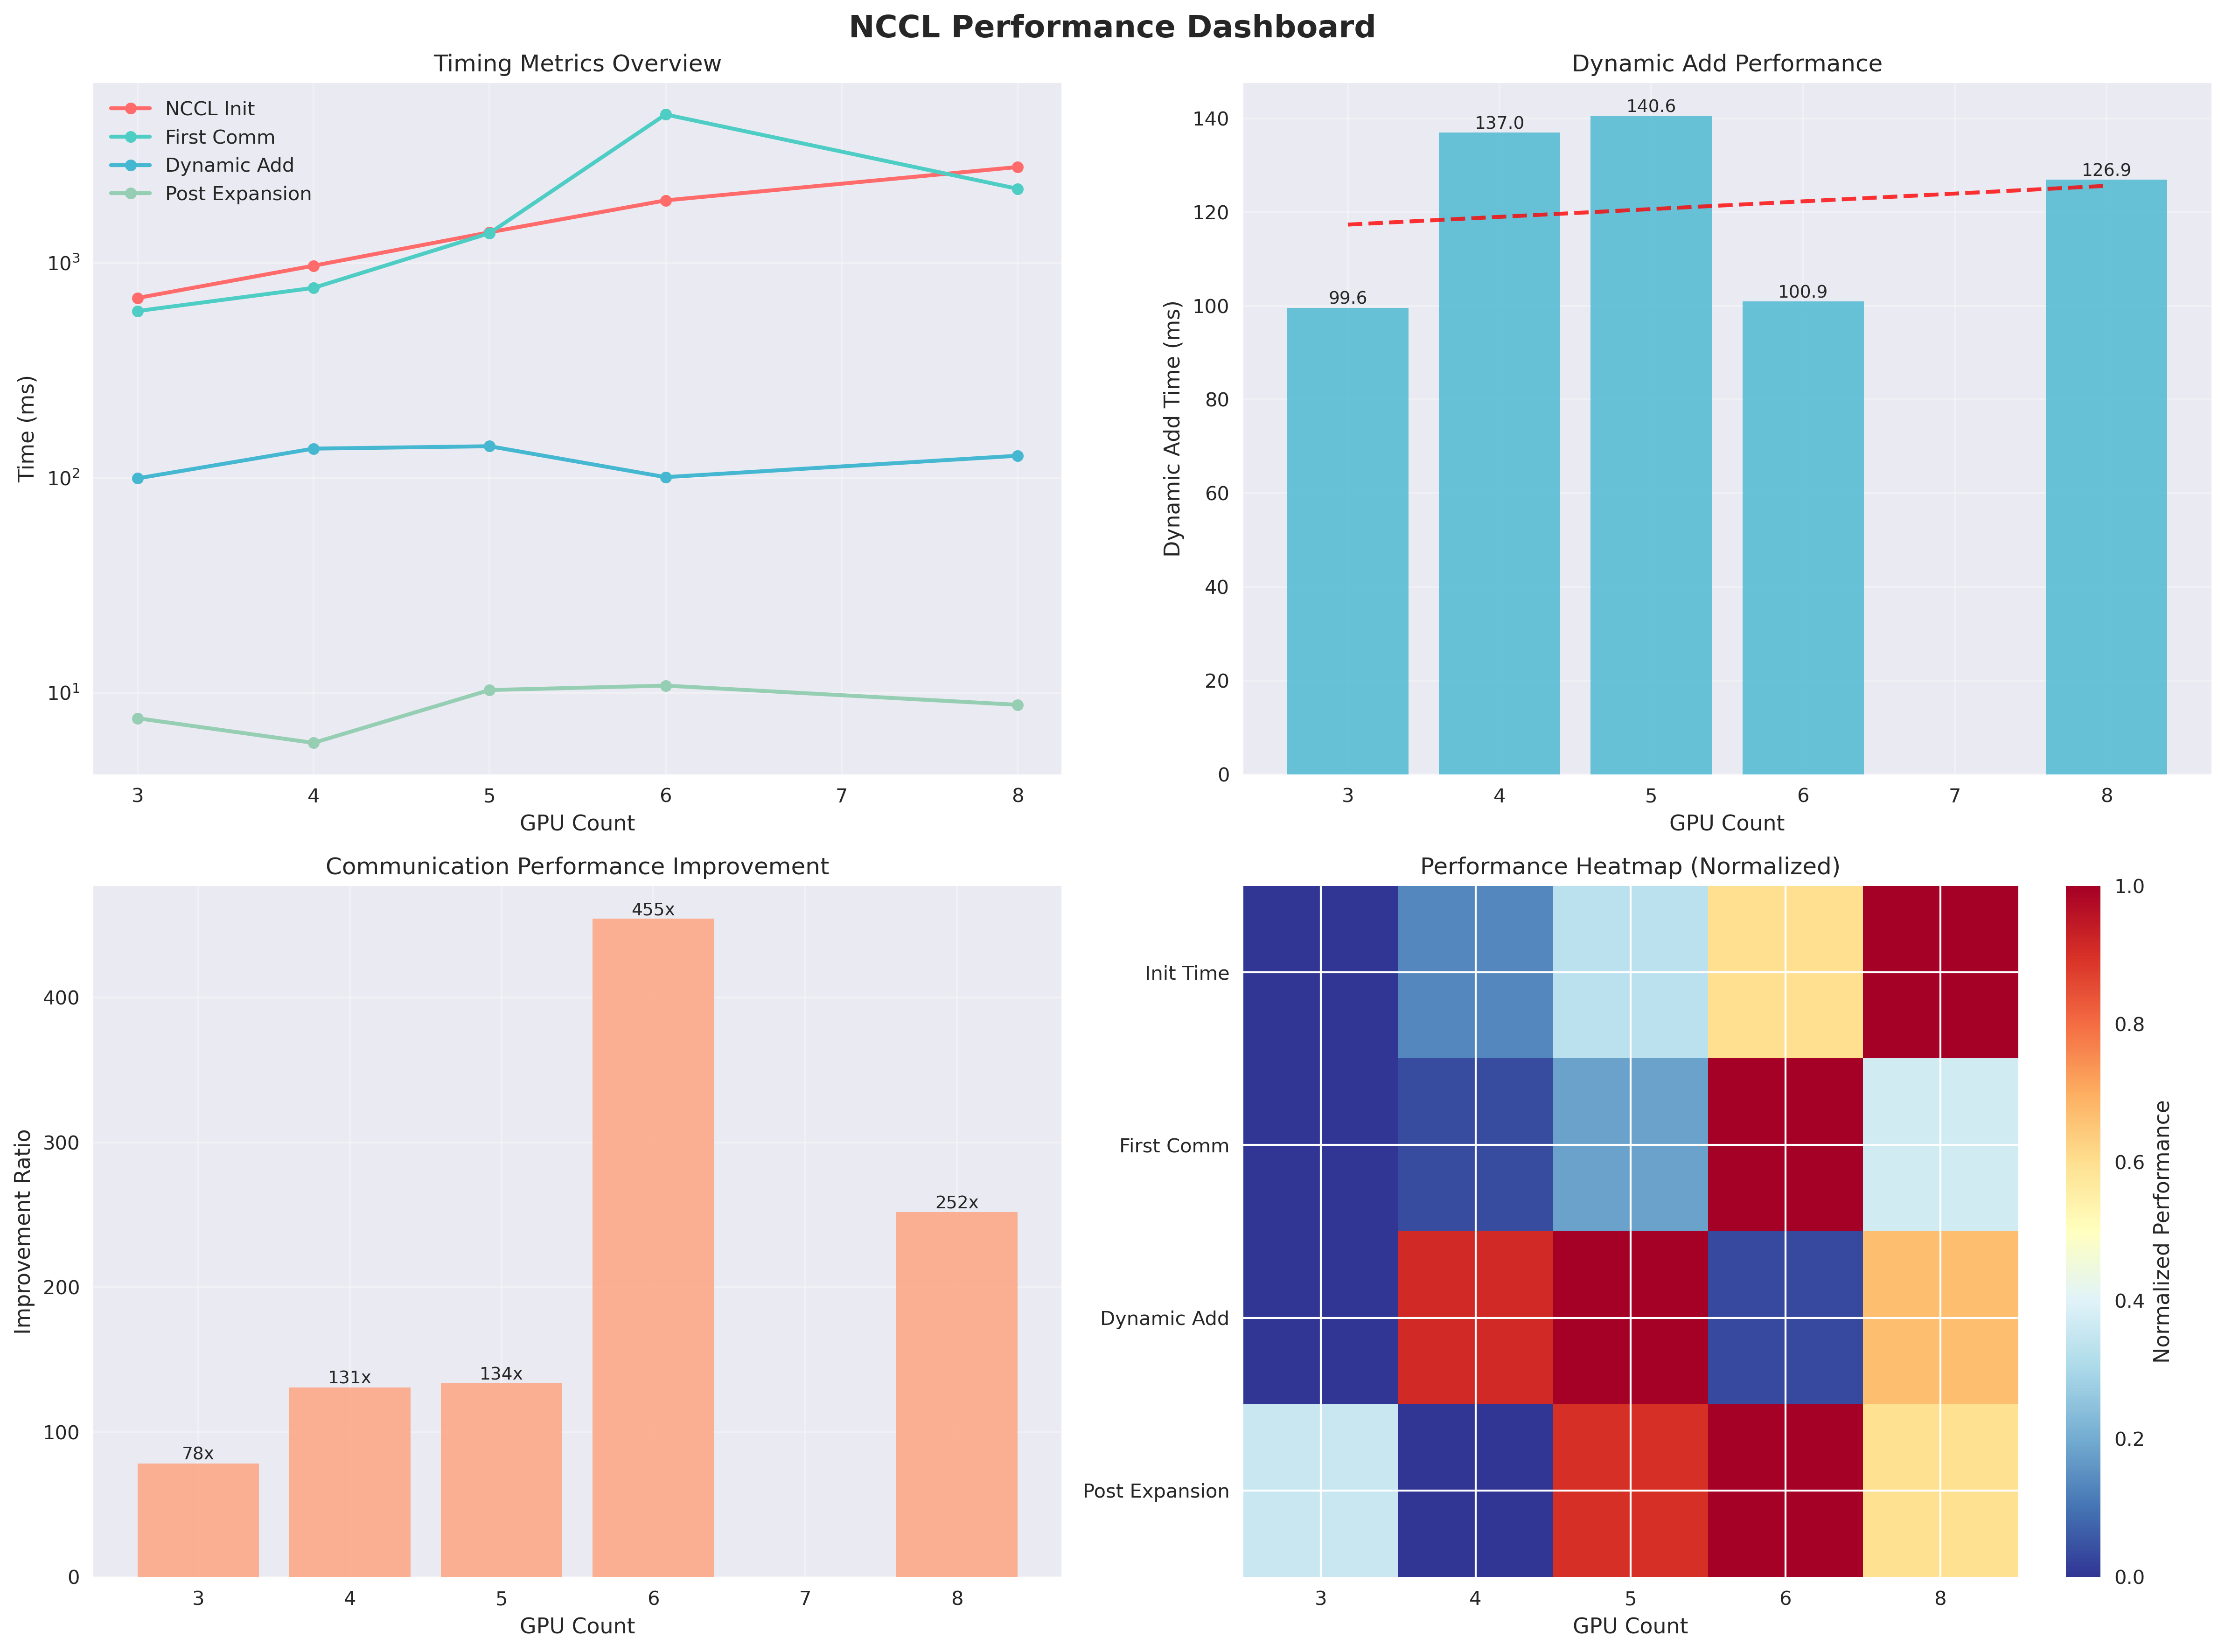 NCCL Performance Dashboard
Timing Metrics Overview
NCCL Init
First Comm
Dynamic Add
Post Expansion
Time (ms)
10³
10²
10¹
3 4 5 6 7 8
GPU Count
Dynamic Add Performance
Dynamic Add Time (ms)
140
120
100
80
60
40
20
0
99.6
137.0
140.6
100.9
126.9
3 4 5 6 7 8
GPU Count
Communication Performance Improvement
Improvement Ratio
400
300
200
100
0
78x
131x
134x
455x
252x
3 4 5 6 7 8
GPU Count
Performance Heatmap (Normalized)
Init Time
First Comm
Dynamic Add
Post Expansion
3 4 5 6 8
GPU Count
1.0
0.8
0.6
0.4
0.2
0.0
Normalized Performance